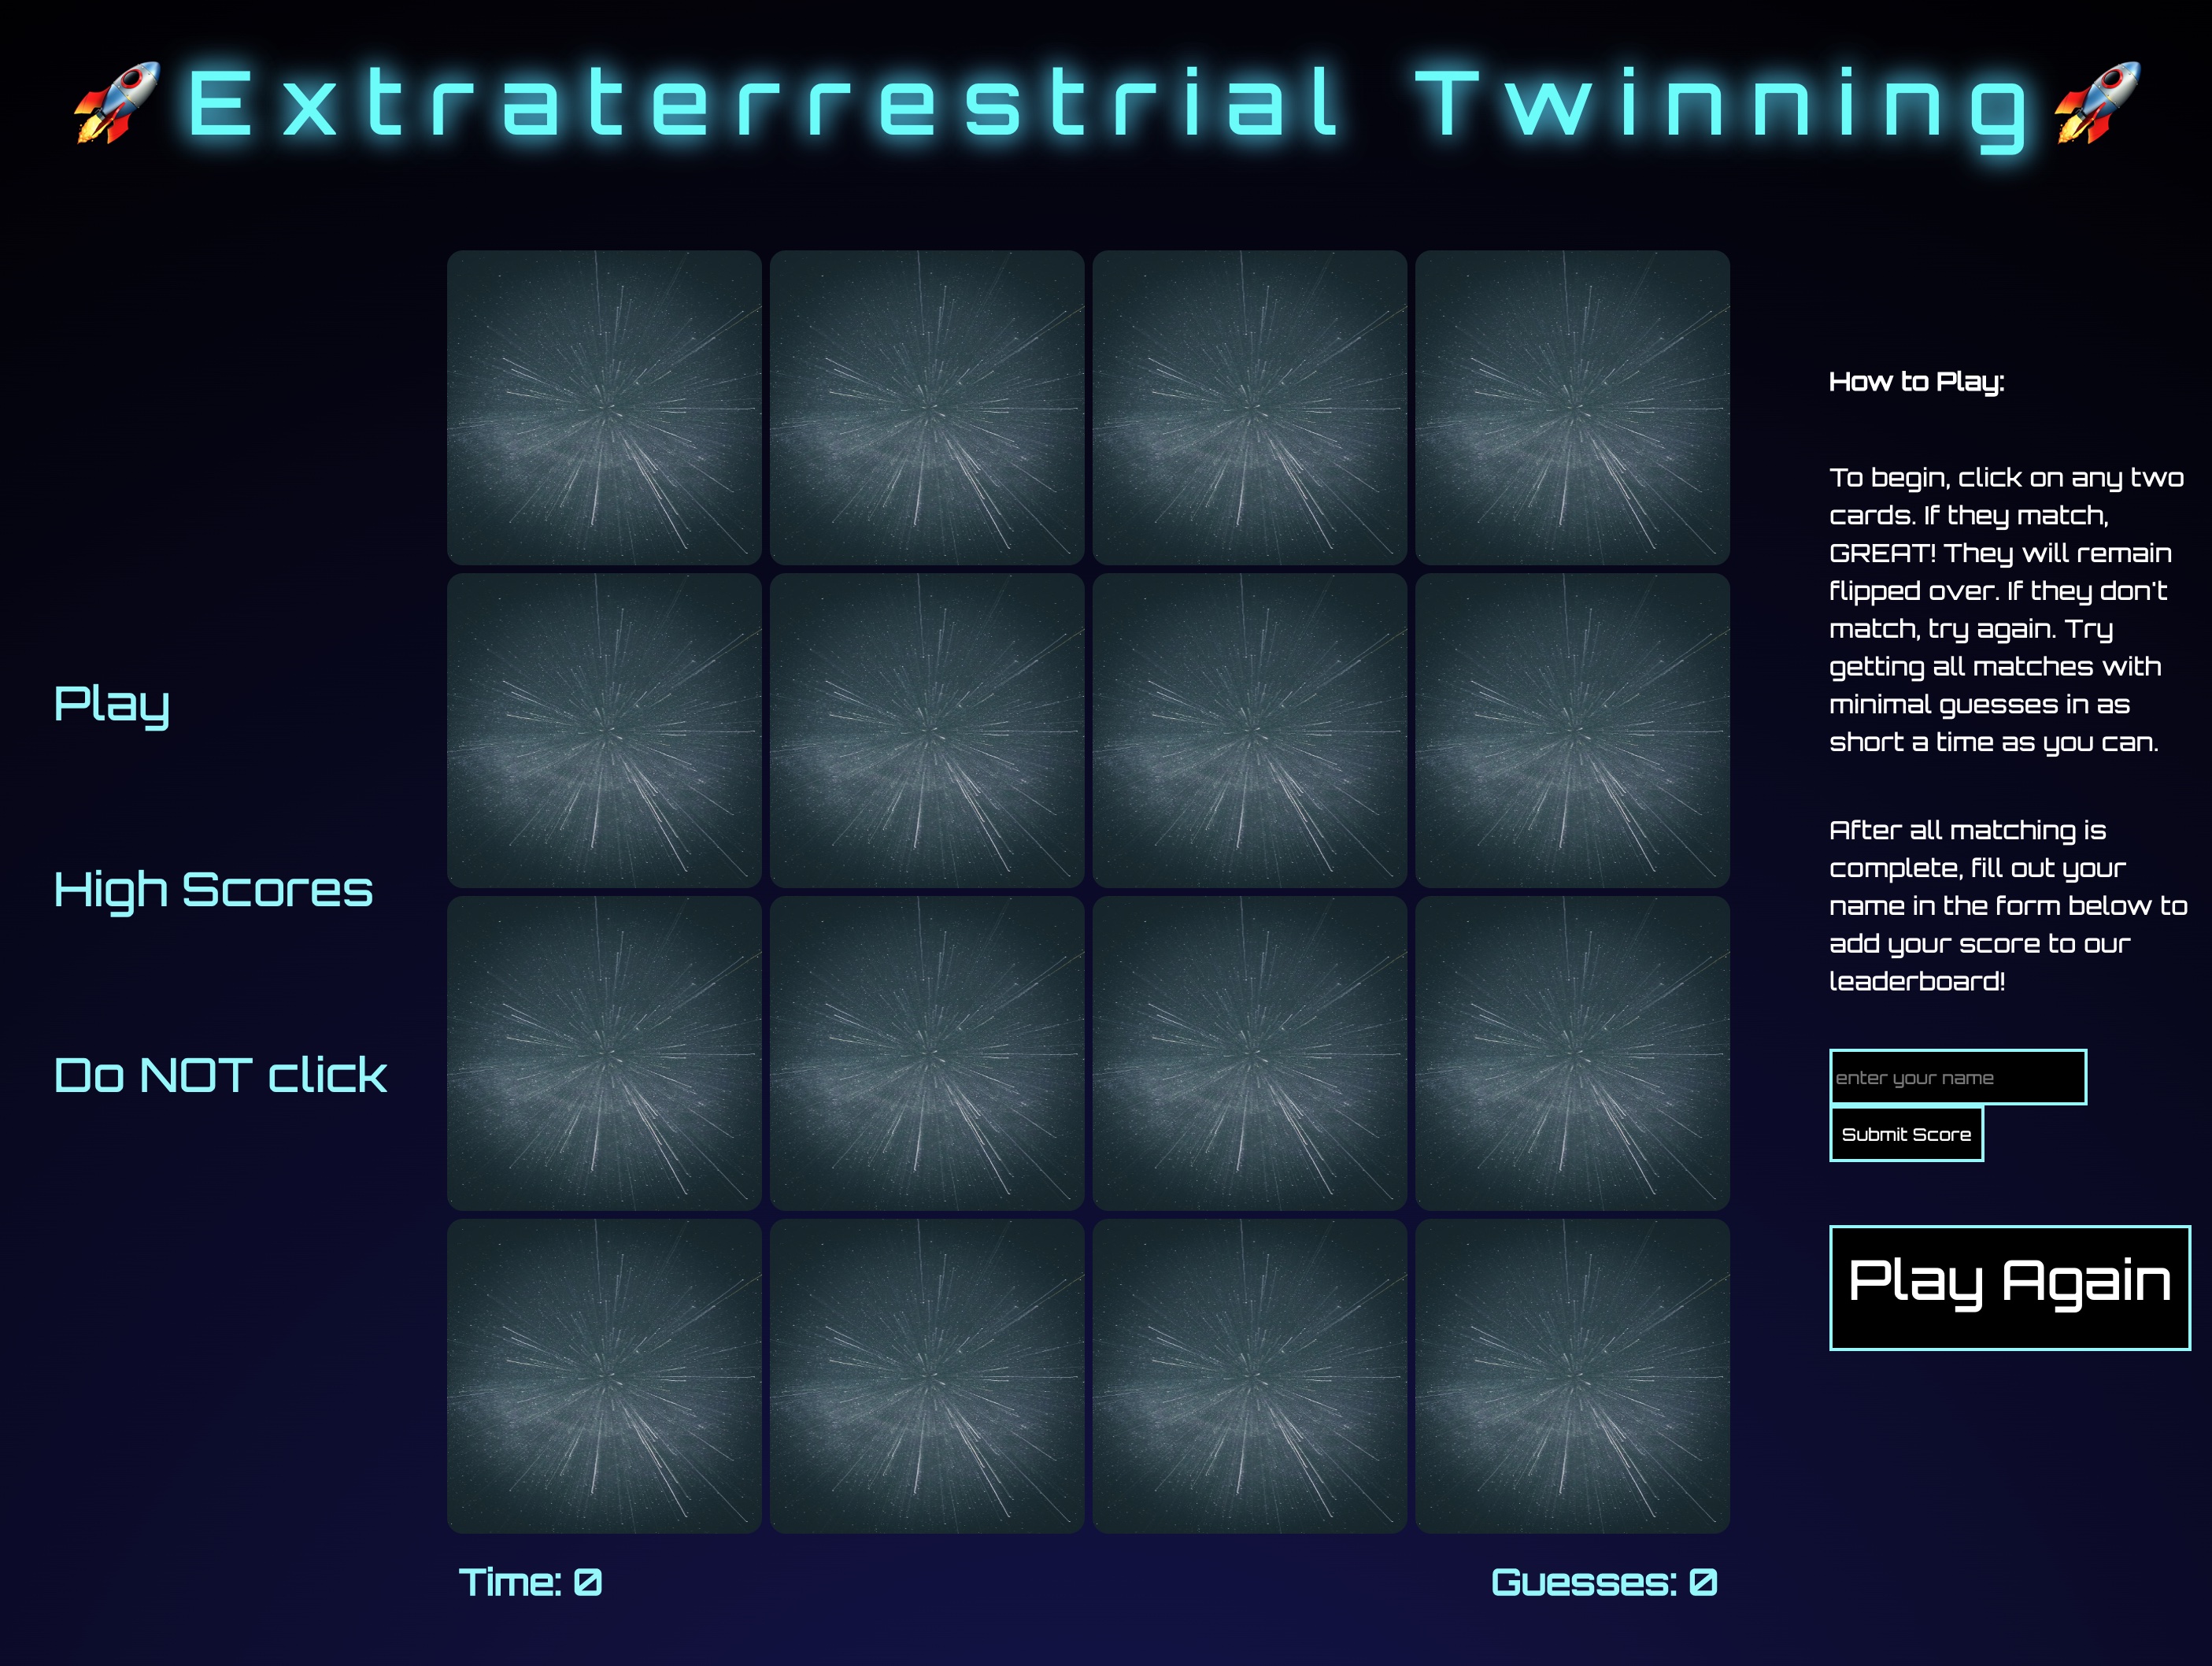 Extraterrestrial Twinning
Play
High Scores
Do NOT click
How to Play:
To begin, click on any two
cards. If they match,
GREAT! They will remain
flipped over. If they don't
match, try again. Try
getting all matches with
minimal guesses in as
short a time as you can.
After all matching is
complete, fill out your
name in the form below to
add your score to our
leaderboard!
enter your name
Submit Score
Play Again
Time: 0
Guesses: 0